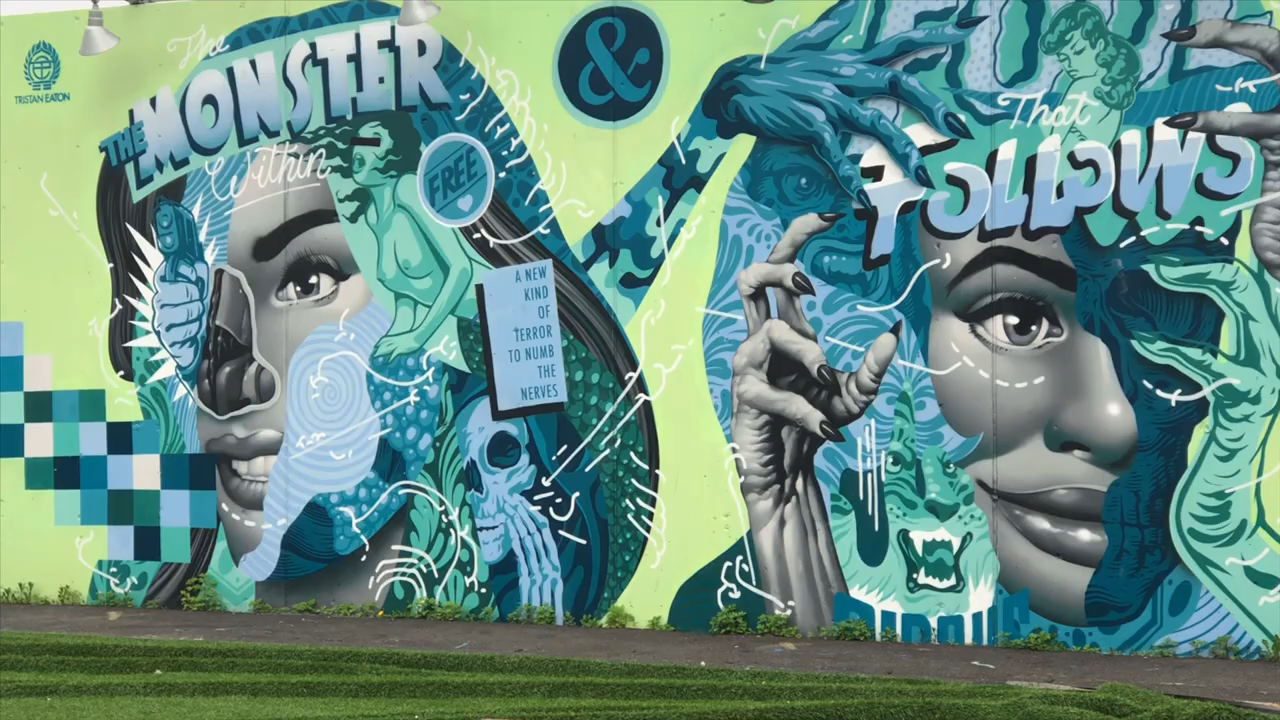 TRISTAN EATON
The
THE MONSTER
Within
FREE
A NEW
KIND
OF
TERROR
TO NUMB
THE
NERVES
&
That
FOLLOWS